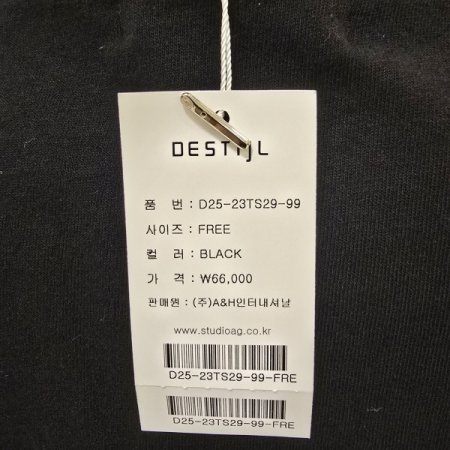 DESTIJL
품 번 : D25-23TS29-99
사이즈 : FREE
컬 러 : BLACK
가 격 : ₩66,000
판매원 : (주)A&H인터내셔날
www.studioag.co.kr
D25-23TS29-99-FRE
D25-23TS29-99-FRE